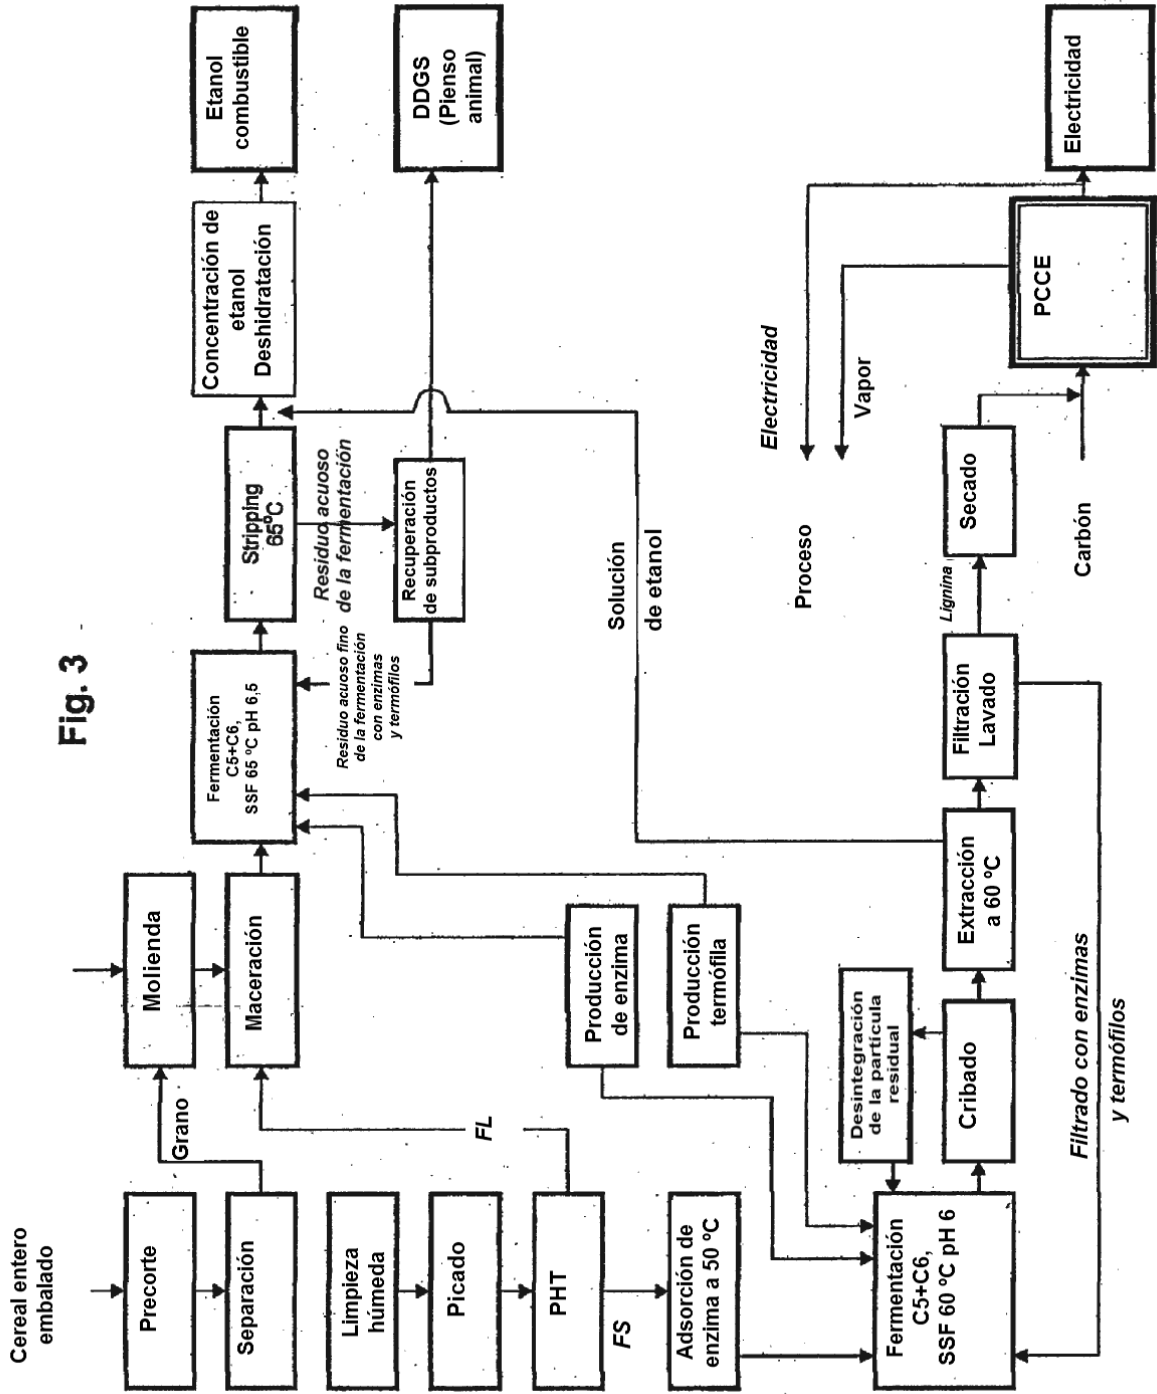 Fig. 3
Cereal entero
embalado
Precorte
Separación
Limpieza
húmeda
Picado
PHT
FS
Adsorción de
enzima a 50 °C
Fermentación
C5+C6,
SSF 60 °C pH 6
Grano
FL
Molienda
Maceración
Producción
de enzima
Producción
termófila
Desintegración
de la partícula
residual
Cribado
Extracción
a 60 °C
Filtrado con enzimas
y termófilos
Fermentación
C5+C6,
SSF 65 °C pH 6,5
Residuo acuoso fino
de la fermentación
con enzimas
y termófilos
Stripping
65°C
Residuo acuoso
de la fermentación
Recuperación
de subproductos
Solución
de etanol
Filtración
Lavado
Lignina
Secado
Proceso
Carbón
Electricidad
Vapor
PCCE
Concentración de
etanol
Deshidratación
Etanol
combustible
DDGS
(Pienso
animal)
Electricidad